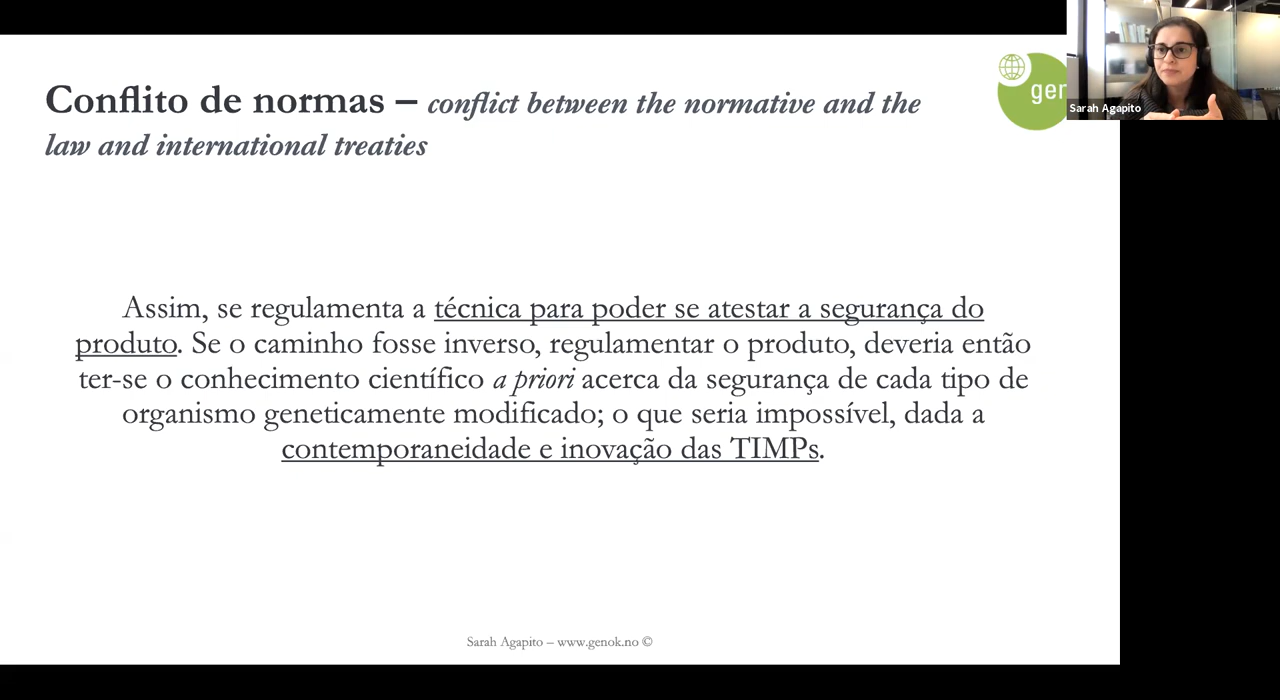 Conflito de normas – conflict between the normative and the
law and international treaties
gen
Sarah Agapito
Assim, se regulamenta a técnica para poder se atestar a segurança do
produto. Se o caminho fosse inverso, regulamentar o produto, deveria então
ter-se o conhecimento científico a priori acerca da segurança de cada tipo de
organismo geneticamente modificado; o que seria impossível, dada a
contemporaneidade e inovação das TIMPs.
Sarah Agapito – www.genok.no ©